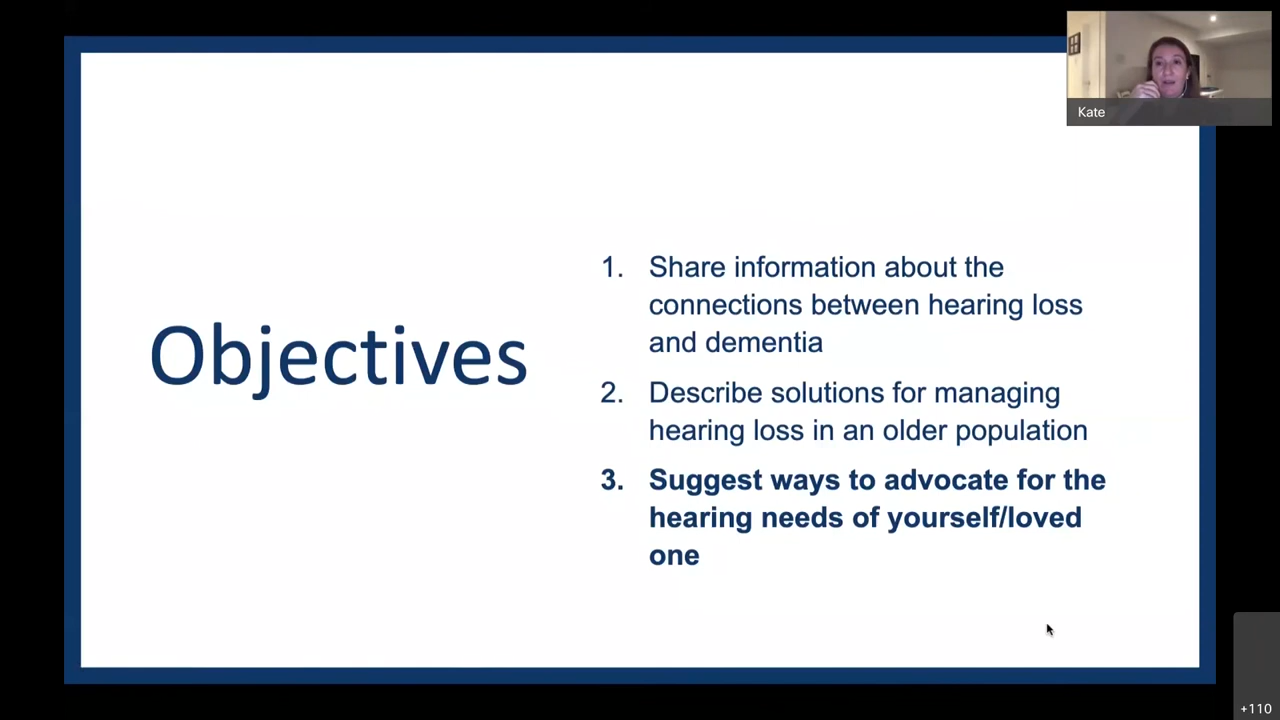 Kate
Objectives
1. Share information about the
connections between hearing loss
and dementia
2. Describe solutions for managing
hearing loss in an older population
3. Suggest ways to advocate for the
hearing needs of yourself/loved
one
+110